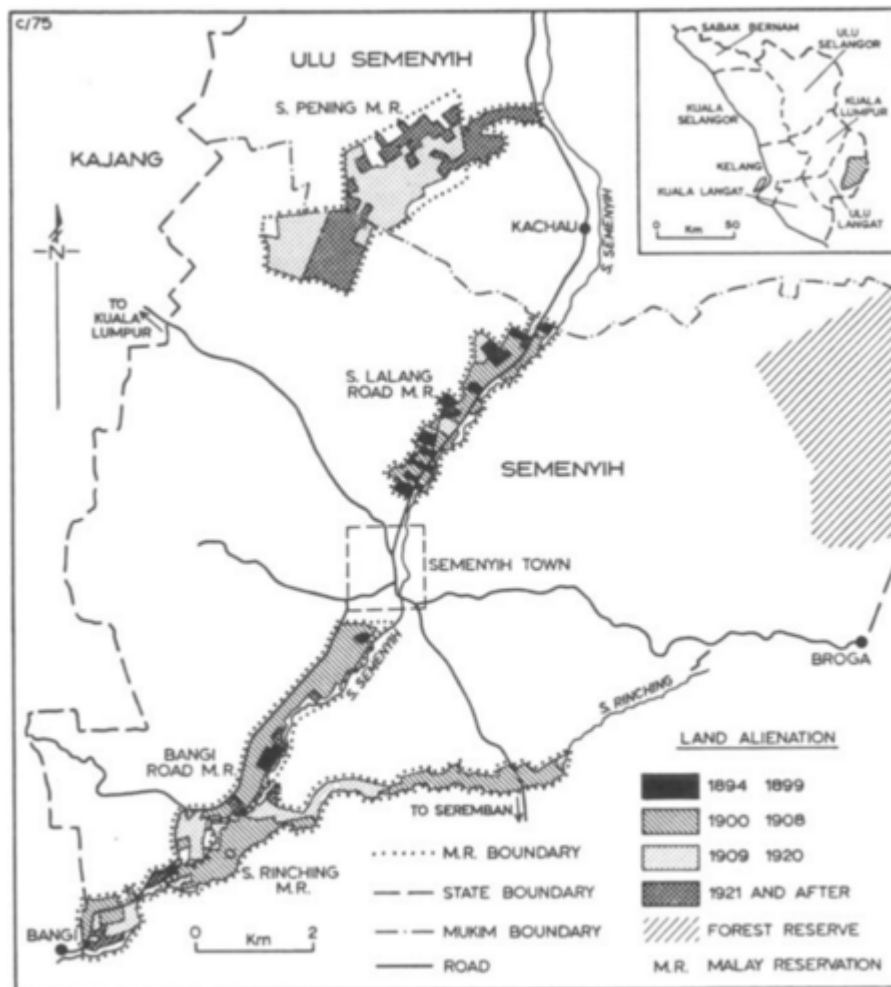 C/75
ULU SEMENYIH
S. PENING M.R.
KAJANG
N
TO
KUALA
LUMPUR
KACHAU
S. SEMENYIH
S. LALANG
ROAD M.R.
SEMENYIH
SEMENYIH TOWN
S. SEMENYIH
BROGA
S. RINCHING
BANGI
ROAD M.R.
TO SEREMBAN
S. RINCHING
M.R.
BANGI
0 2
Km
SABAK BERNAM
ULU
SELANGOR
KUALA
SELANGOR
KUALA
LUMPUR
KELANG
KUALA LANGAT
ULU
LANGAT
0 50
Km
LAND ALIENATION
1894 1899
1900 1908
1909 1920
1921 AND AFTER
FOREST RESERVE
M.R. MALAY RESERVATION
M.R. BOUNDARY
STATE BOUNDARY
MUKIM BOUNDARY
ROAD